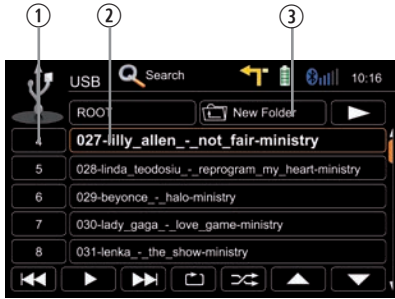 1 2 3
USB Search 10:16
ROOT New Folder
4 027-lilly_allen_-_not_fair-ministry
5 028-linda_teodosiu_-_reprogram_my_heart-ministry
6 029-beyonce_-_halo-ministry
7 030-lady_gaga_-_love_game-ministry
8 031-lenka_-_the_show-ministry